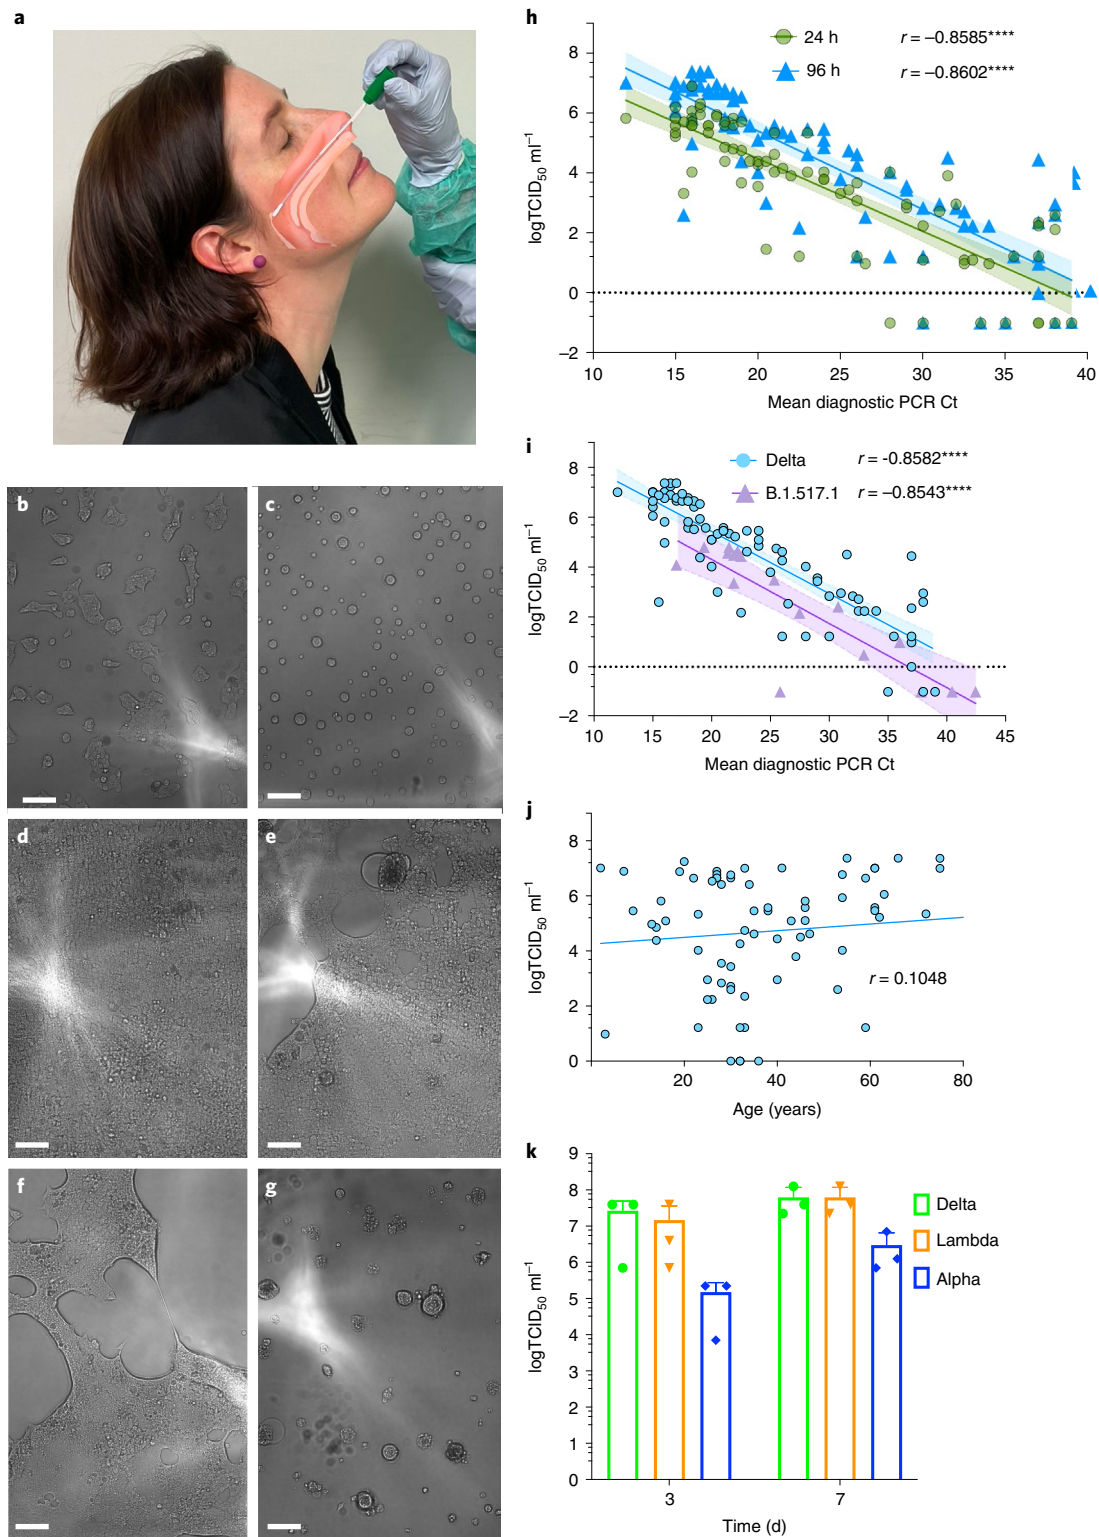 a
b
c
d
e
f
g
h
8
6
4
2
0
–2
10
15
20
25
30
35
40
24 h
r = –0.8585****
96 h
r = –0.8602****
logTCID50 ml–1
Mean diagnostic PCR Ct
i
8
6
4
2
0
–2
10
15
20
25
30
35
40
45
Delta
r = -0.8582****
B.1.517.1
r = –0.8543****
logTCID50 ml–1
Mean diagnostic PCR Ct
j
8
6
4
2
0
20
40
60
80
r = 0.1048
logTCID50 ml–1
Age (years)
k
9
8
7
6
5
4
3
2
1
0
3
7
Delta
Lambda
Alpha
logTCID50 ml–1
Time (d)